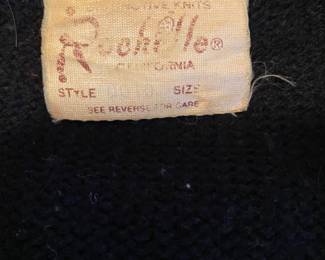 KNITS
Rochelle®
CALIFORNIA
STYLE SIZE
SEE REVERSE FOR CARE